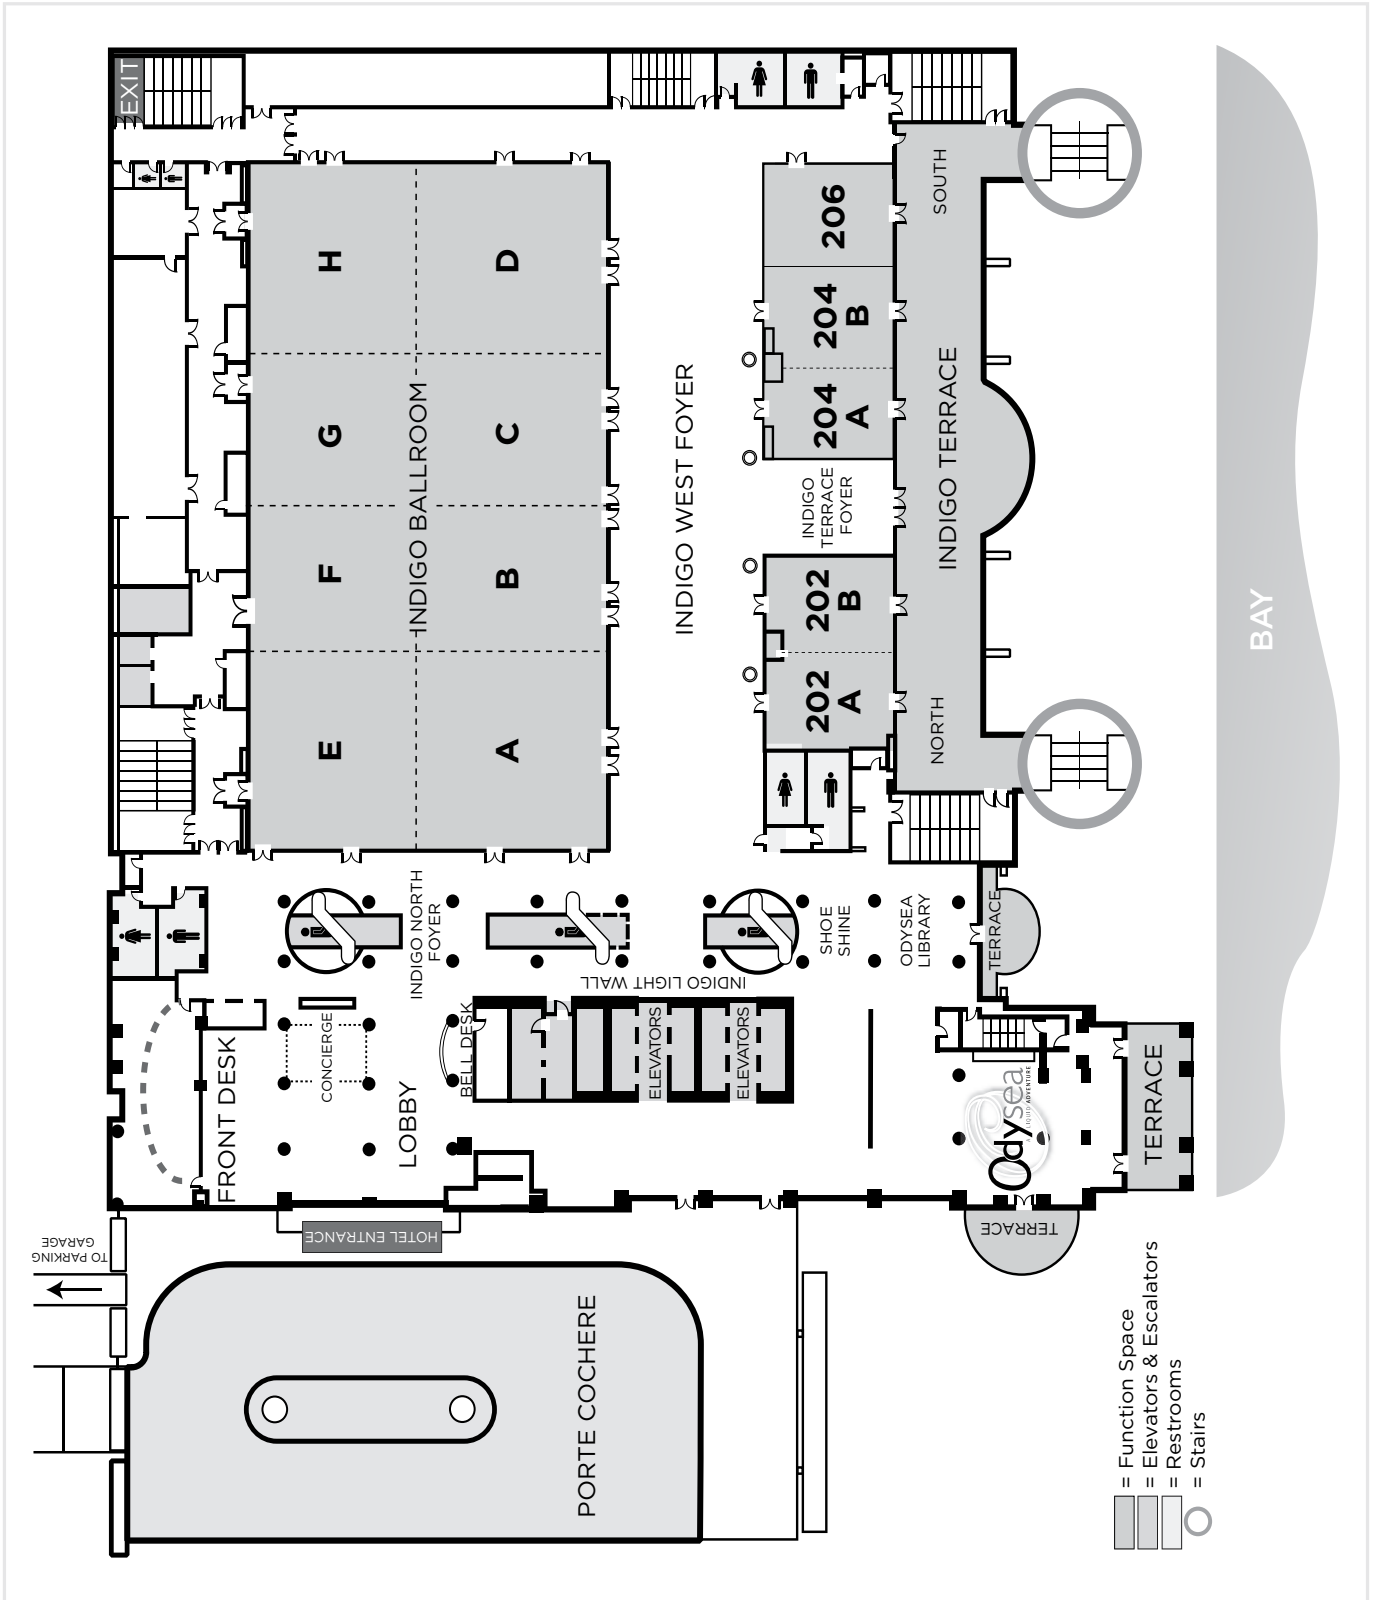 EXIT
H
D
G
C
INDIGO BALLROOM
F
B
E
A
INDIGO WEST FOYER
206
204
B
204
A
INDIGO
TERRACE
FOYER
202
B
202
A
SOUTH
INDIGO TERRACE
NORTH
BAY
INDIGO NORTH
FOYER
SHOE
SHINE
ODYSEA
LIBRARY
TERRACE
INDIGO LIGHT WALL
FRONT DESK
CONCIERGE
LOBBY
BELL DESK
ELEVATORS
ELEVATORS
Odysea
A LIQUID ADVENTURE
TERRACE
TERRACE
HOTEL ENTRANCE
TO PARKING
GARAGE
PORTE COCHERE
= Function Space
= Elevators & Escalators
= Restrooms
= Stairs